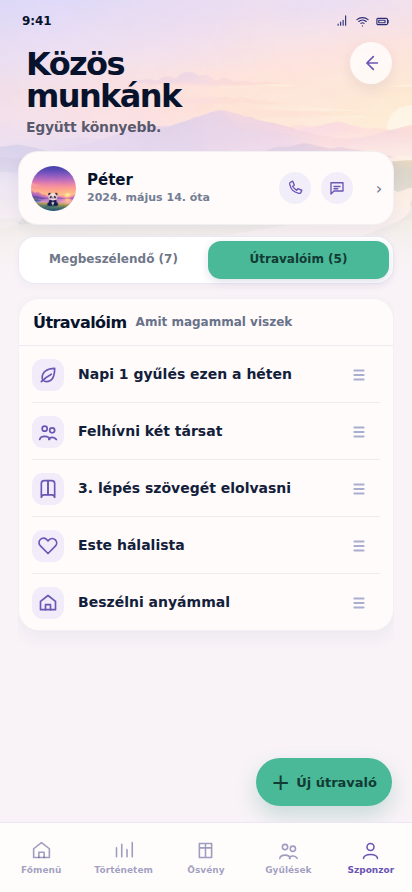 9:41
Közös
munkánk
Együtt könnyebb.
Péter
2024. május 14. óta
Megbeszélendő (7)
Útravalóim (5)
Útravalóim Amit magammal viszek
Napi 1 gyűlés ezen a héten
Felhívni két társat
3. lépés szövegét elolvasni
Este hálalista
Beszélni anyámmal
Új útravaló
Főmenü
Történetem
Ösvény
Gyűlések
Szponzor